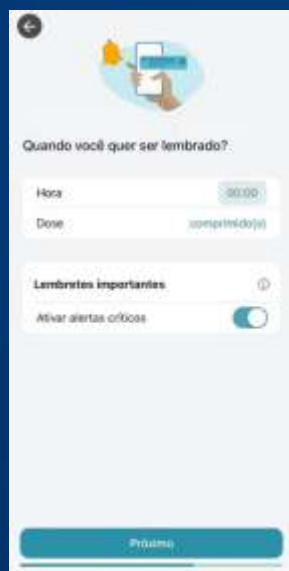 Quando você quer ser lembrado?
Hora 00:00
Dose comprimido(s)
Lembretes importantes
Ativar alertas críticos
Próximo